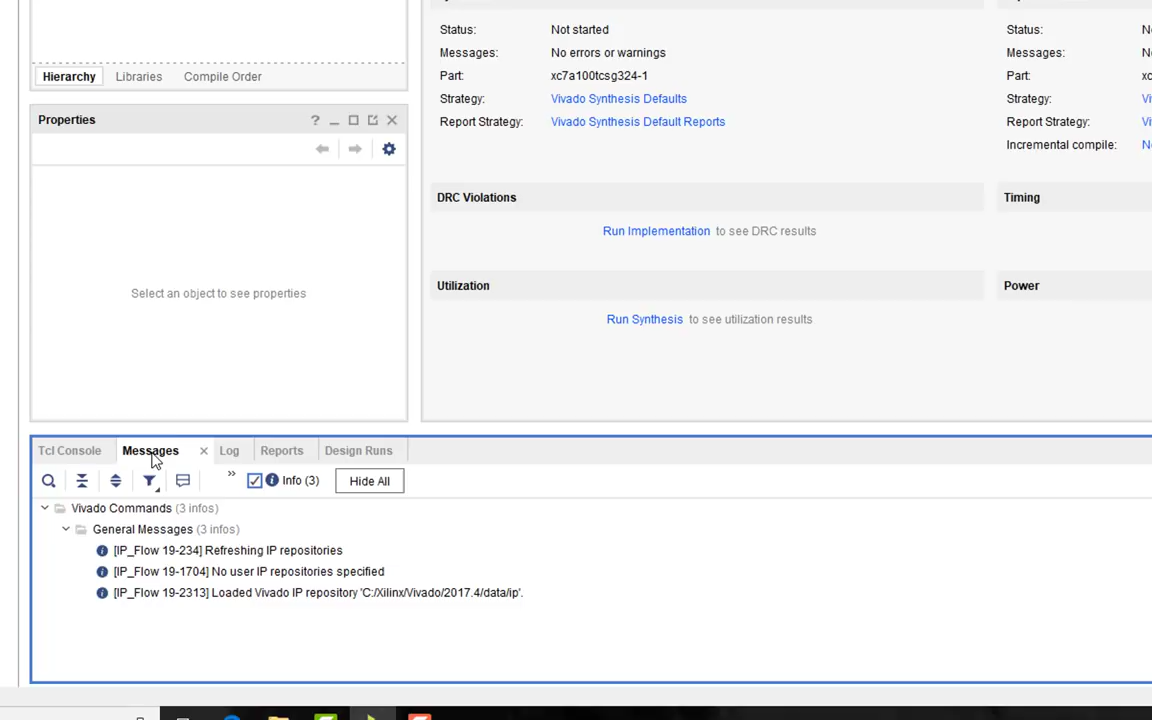 Status: Not started
Messages: No errors or warnings
Part: xc7a100tcsg324-1
Strategy: Vivado Synthesis Defaults
Report Strategy: Vivado Synthesis Default Reports
Status:
Messages:
Part:
Strategy:
Report Strategy:
Incremental compile:
Hierarchy Libraries Compile Order
Properties
Select an object to see properties
DRC Violations
Run Implementation to see DRC results
Timing
Utilization
Run Synthesis to see utilization results
Power
Tcl Console Messages Log Reports Design Runs
Info (3) Hide All
Vivado Commands (3 infos)
General Messages (3 infos)
[IP_Flow 19-234] Refreshing IP repositories
[IP_Flow 19-1704] No user IP repositories specified
[IP_Flow 19-2313] Loaded Vivado IP repository 'C:/Xilinx/Vivado/2017.4/data/ip'.